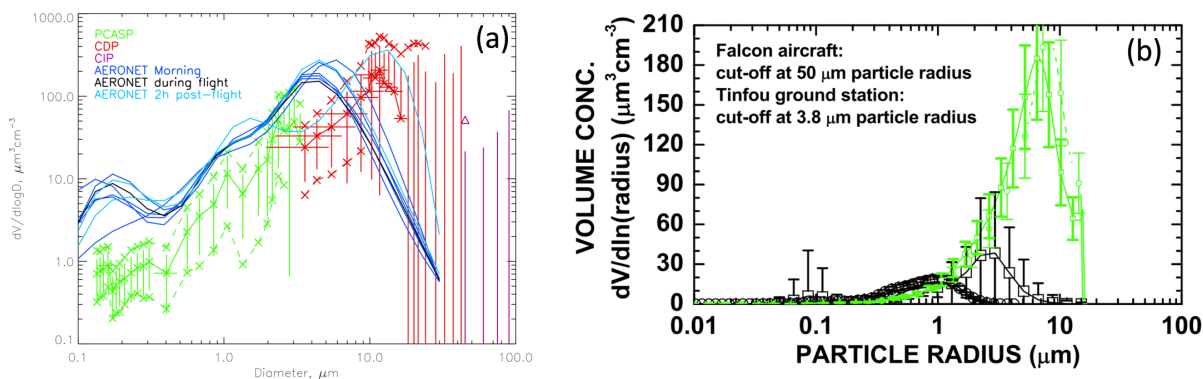 (a)
PCASP
CDP
CIP
AERONET Morning
AERONET during flight
AERONET 2h post-flight
1000.0
100.0
10.0
1.0
0.1
dV/dlogD, μm³cm⁻³
0.1
1.0
10.0
100.0
Diameter, μm
(b)
Falcon aircraft:
cut-off at 50 μm particle radius
Tinfou ground station:
cut-off at 3.8 μm particle radius
210
180
150
120
90
60
30
0
VOLUME CONC.
dV/dln(radius) (μm³cm⁻³)
0.01
0.1
1
10
100
PARTICLE RADIUS (μm)